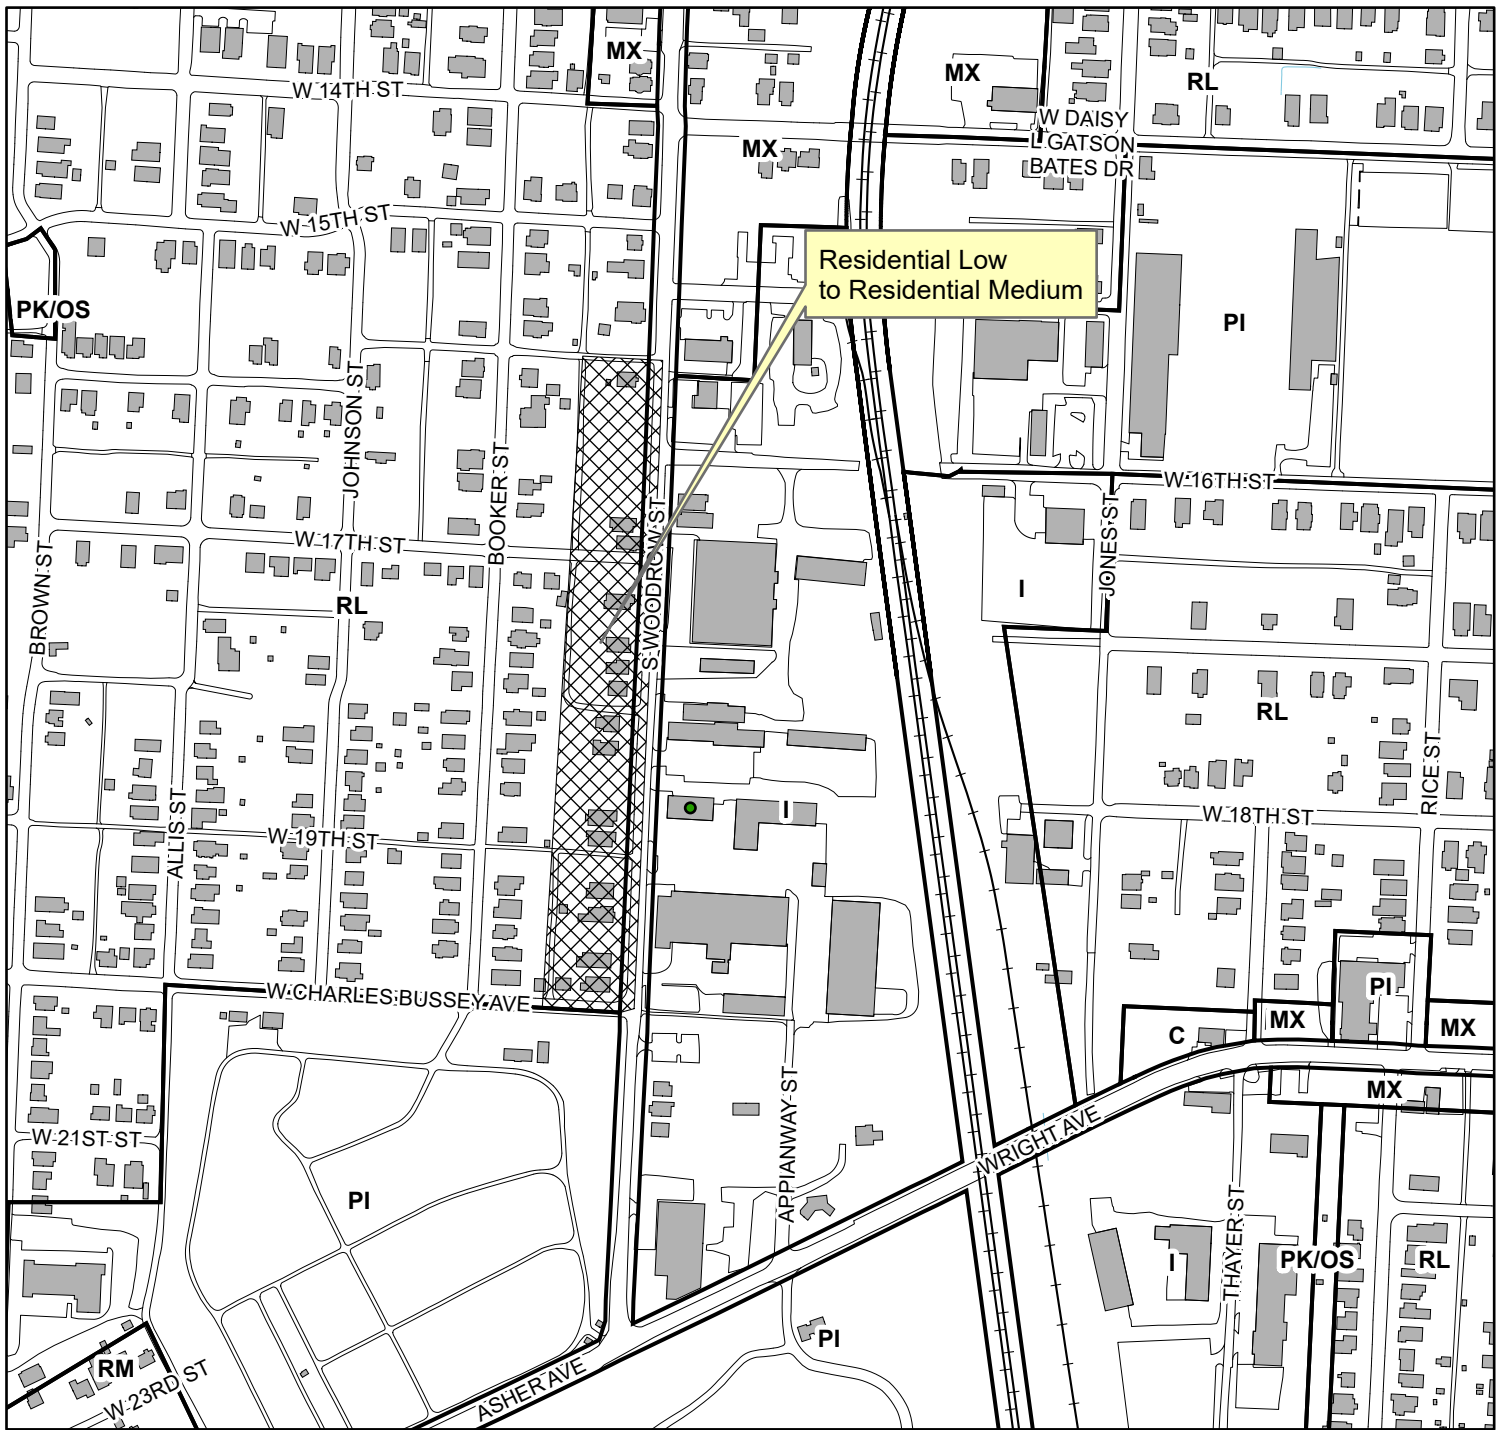 MX
MX
RL
W 14TH ST
W DAISY
L GATSON
BATES DR
MX
W 15TH ST
Residential Low
to Residential Medium
PK/OS
PI
JOHNSON ST
BOOKER ST
W 16TH ST
S WOODROW ST
JONES ST
W 17TH ST
BROWN ST
RL
I
RL
RICE ST
ALLIS ST
I
W 18TH ST
W 19TH ST
W CHARLES BUSSEY AVE
PI
C
MX
MX
MX
W 21ST ST
APPIANWAY ST
WRIGHT AVE
PI
THAYER ST
I
PK/OS
RL
PI
RM
W 23RD ST
ASHER AVE